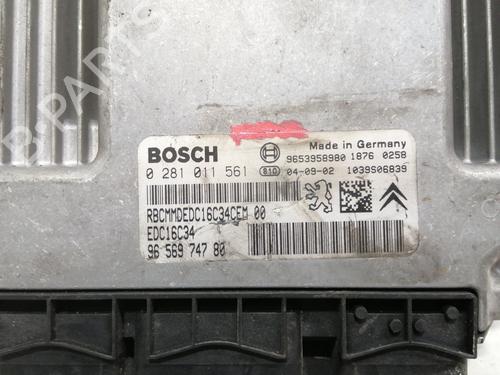 B-PARTS
BOSCH
Made in Germany
9653958980 1876 0258
0 281 011 561 810 04-09-02 1039S06839
RBCMMDEDC16C34CEM 00
EDC16C34
96 569 747 80